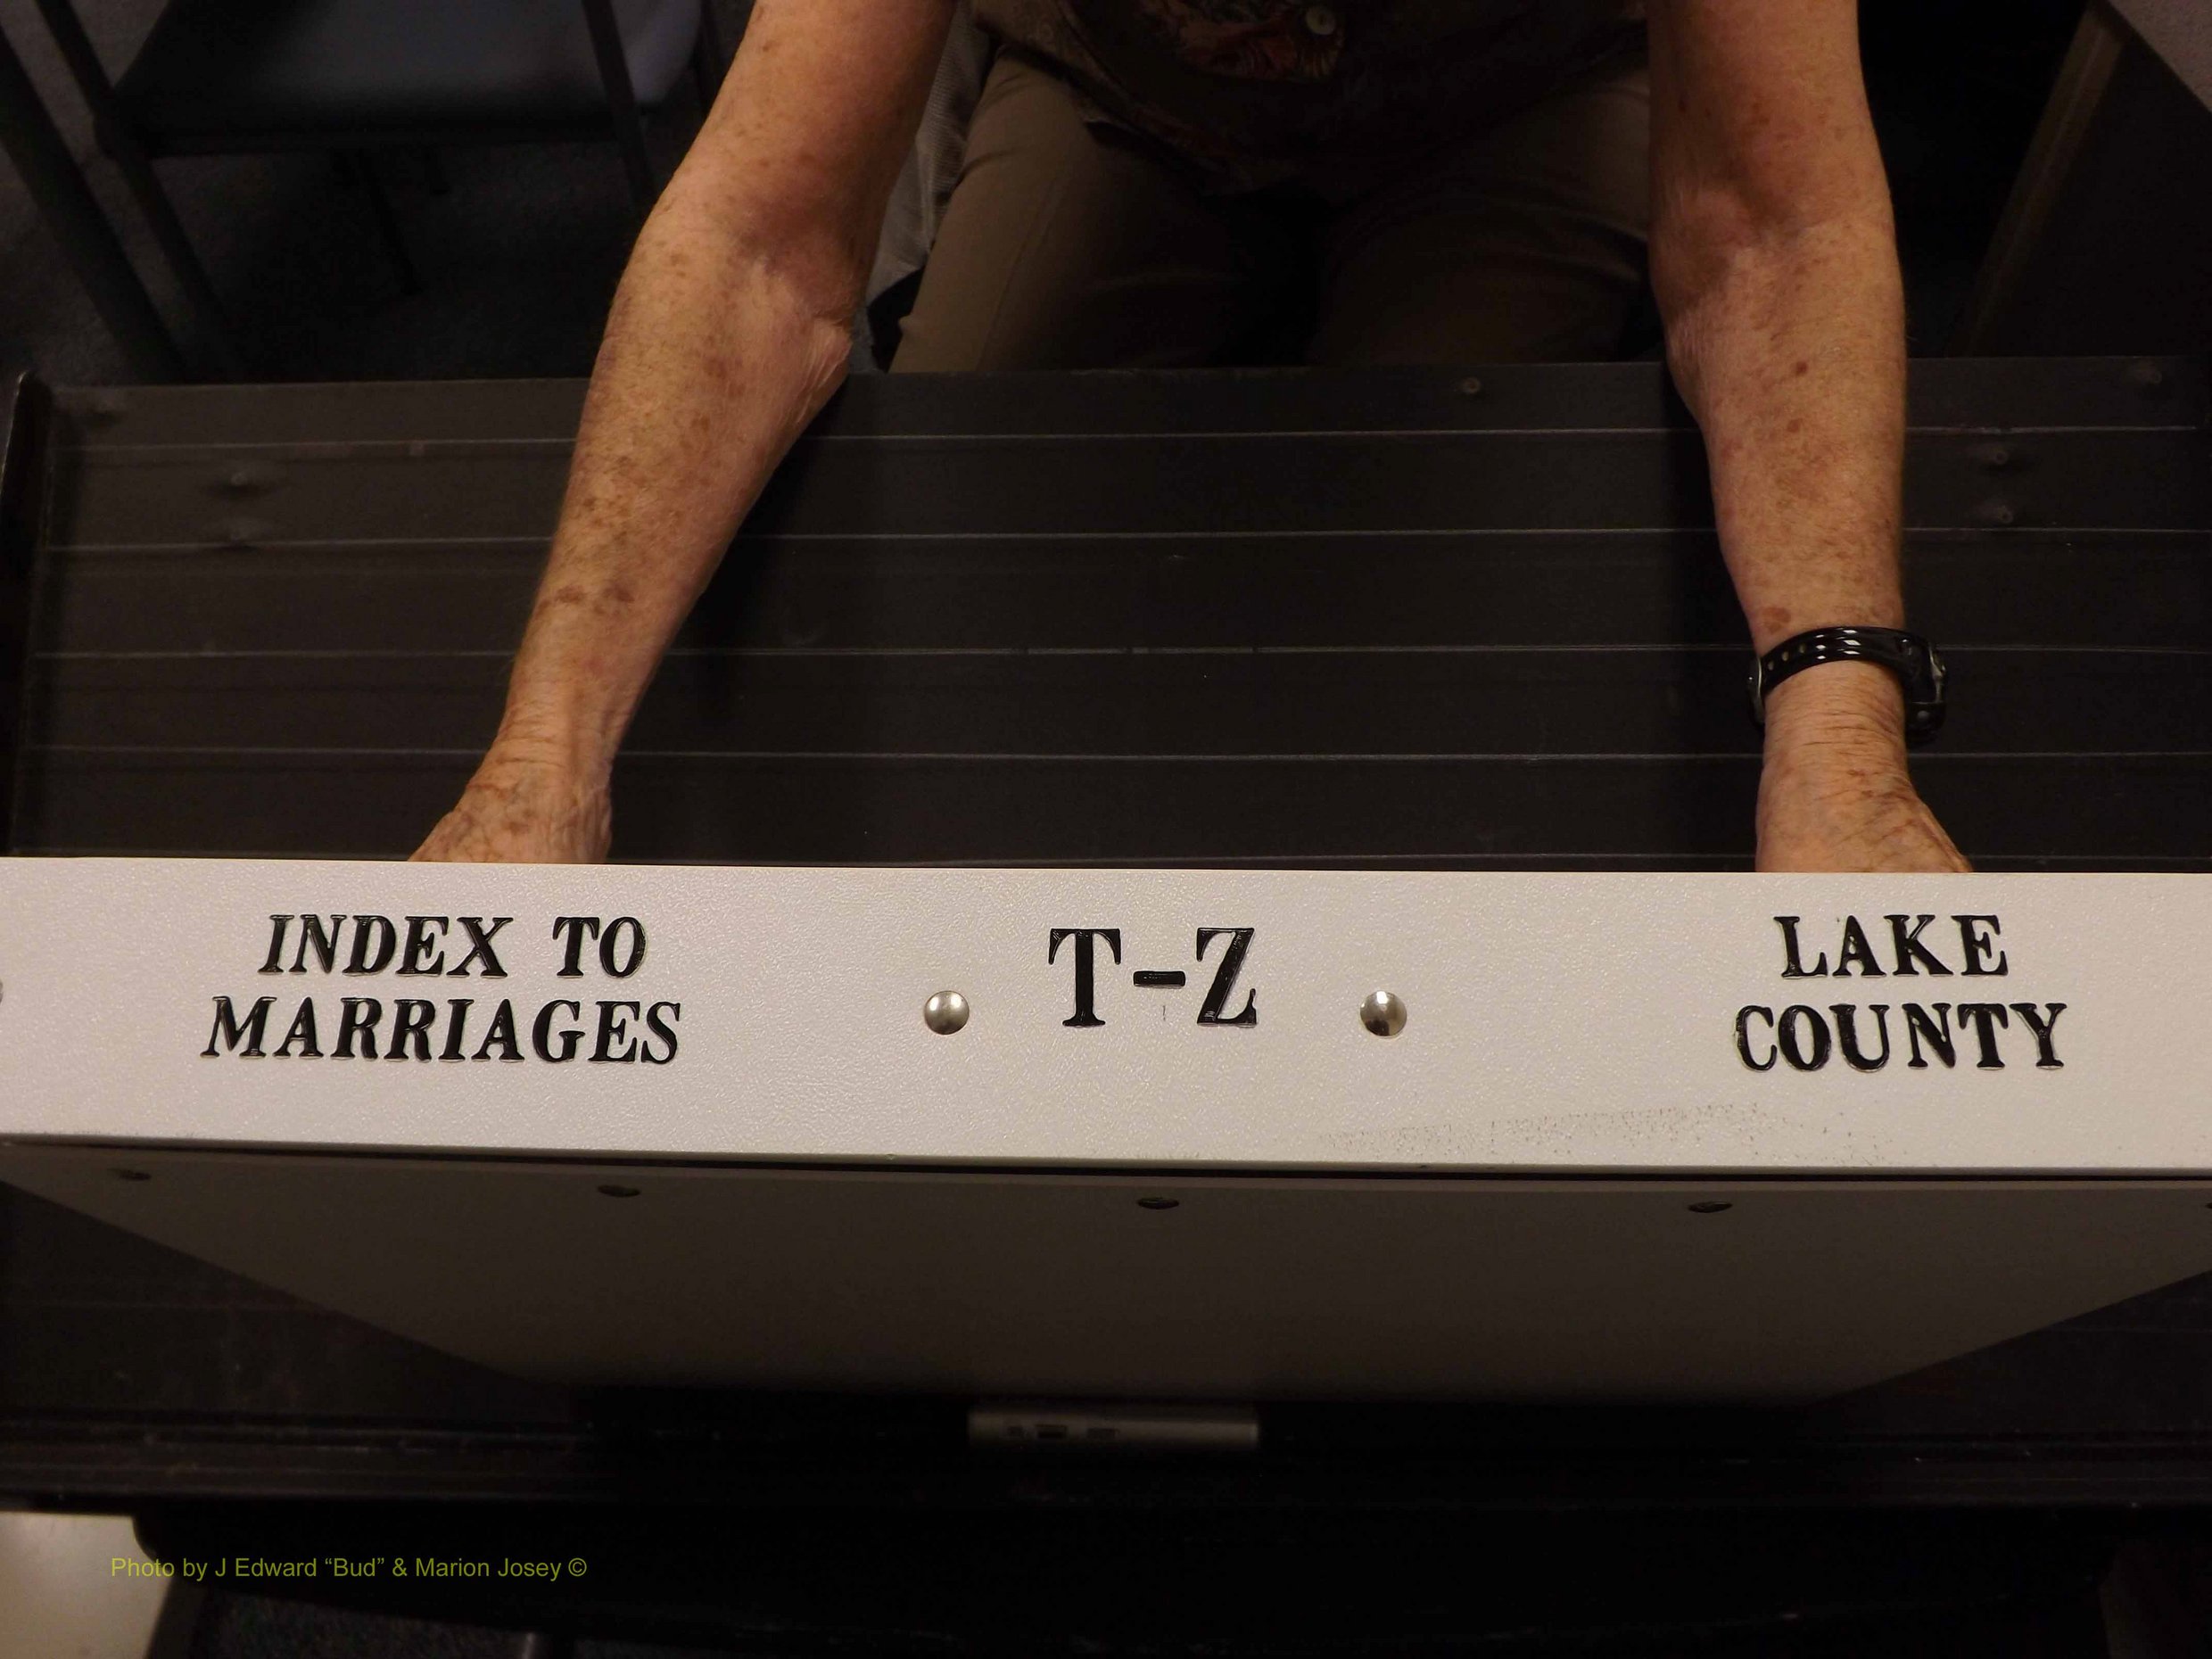 INDEX TO
MARRIAGES
T-Z
LAKE
COUNTY
Photo by J Edward “Bud” & Marion Josey ©